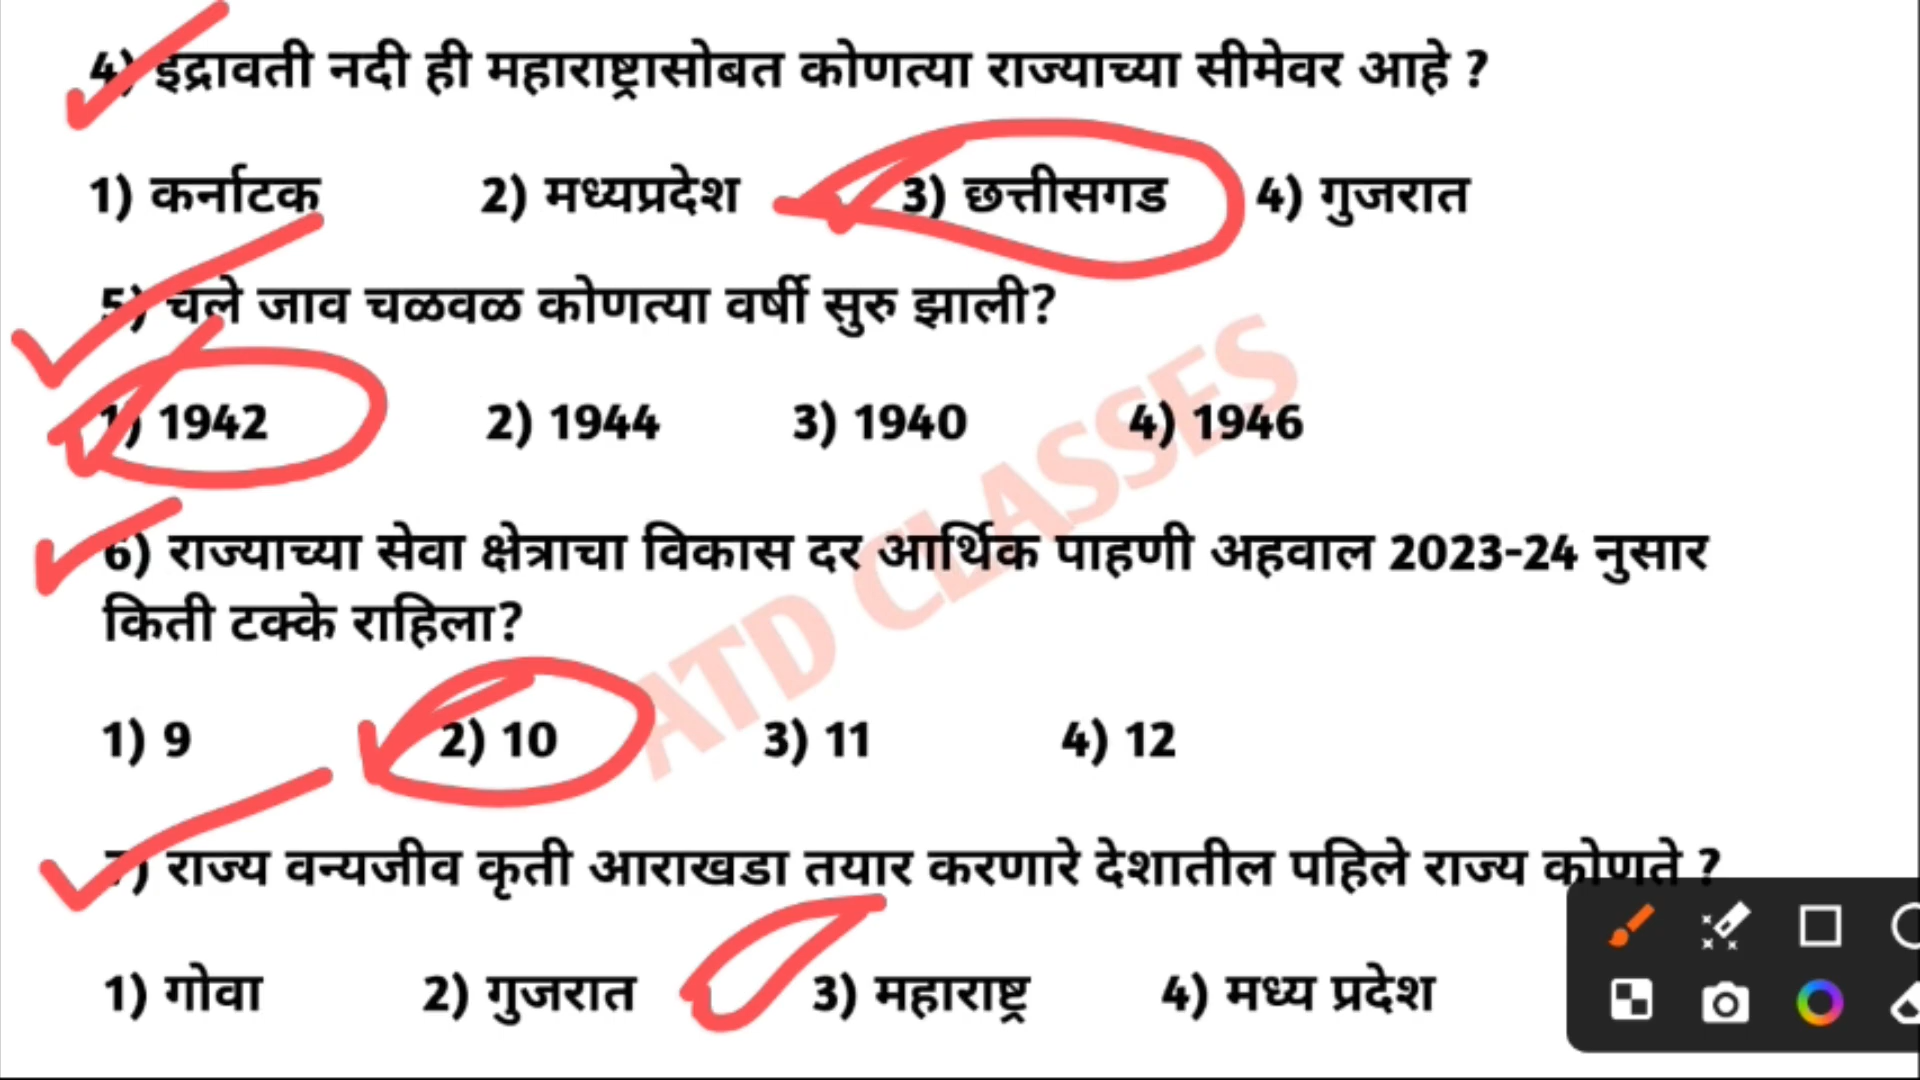 4) इंद्रावती नदी ही महाराष्ट्रासोबत कोणत्या राज्याच्या सीमेवर आहे ?
1) कर्नाटक 2) मध्यप्रदेश 3) छत्तीसगड 4) गुजरात
5) चले जाव चळवळ कोणत्या वर्षी सुरु झाली?
1) 1942 2) 1944 3) 1940 4) 1946
6) राज्याच्या सेवा क्षेत्राचा विकास दर आर्थिक पाहणी अहवाल 2023-24 नुसार
किती टक्के राहिला?
1) 9 2) 10 3) 11 4) 12
7) राज्य वन्यजीव कृती आराखडा तयार करणारे देशातील पहिले राज्य कोणते ?
1) गोवा 2) गुजरात 3) महाराष्ट्र 4) मध्य प्रदेश
ATD CLASSES